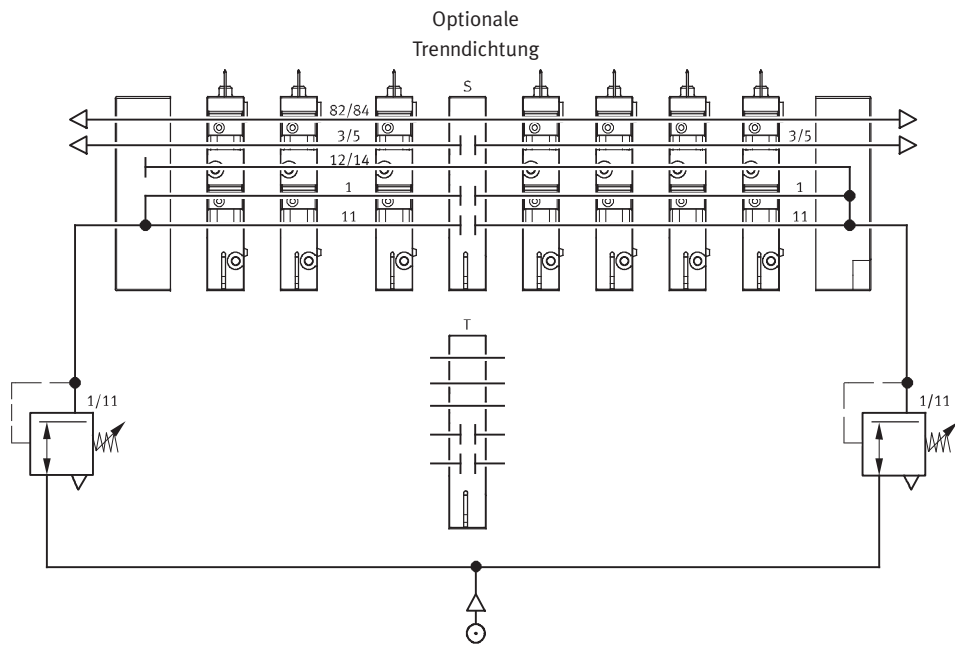 Optionale
Trenndichtung
S
82/84
3/5 3/5
12/14
1 1
11 11
T
1/11 1/11